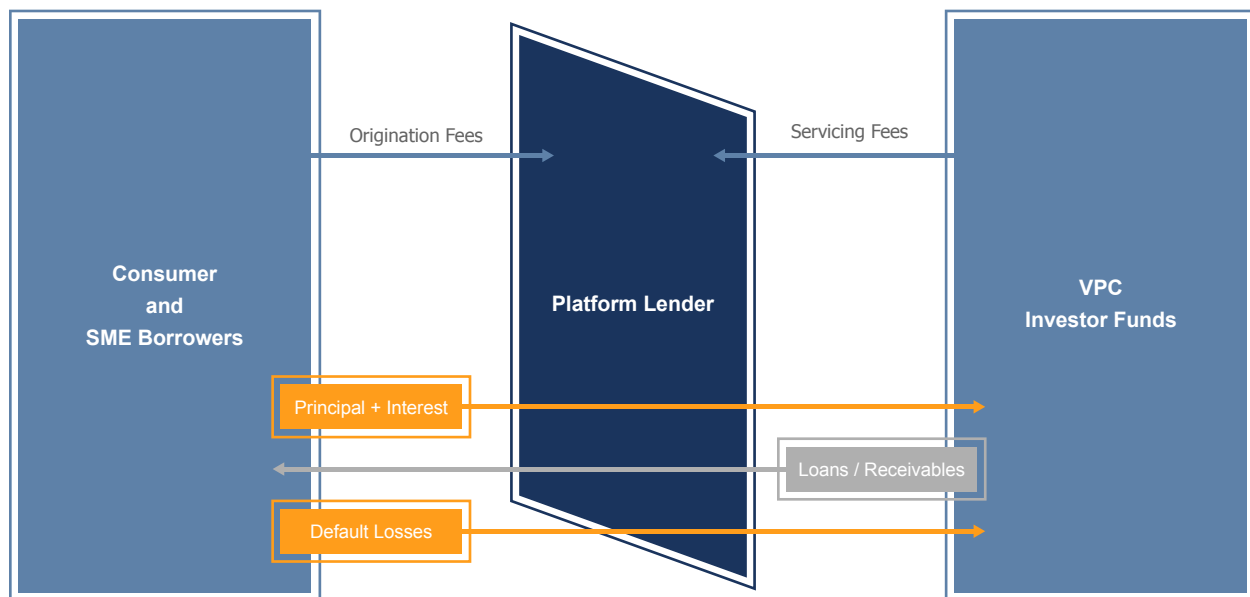 Origination Fees
Servicing Fees
Consumer
and
SME Borrowers
Platform Lender
VPC
Investor Funds
Principal + Interest
Loans / Receivables
Default Losses